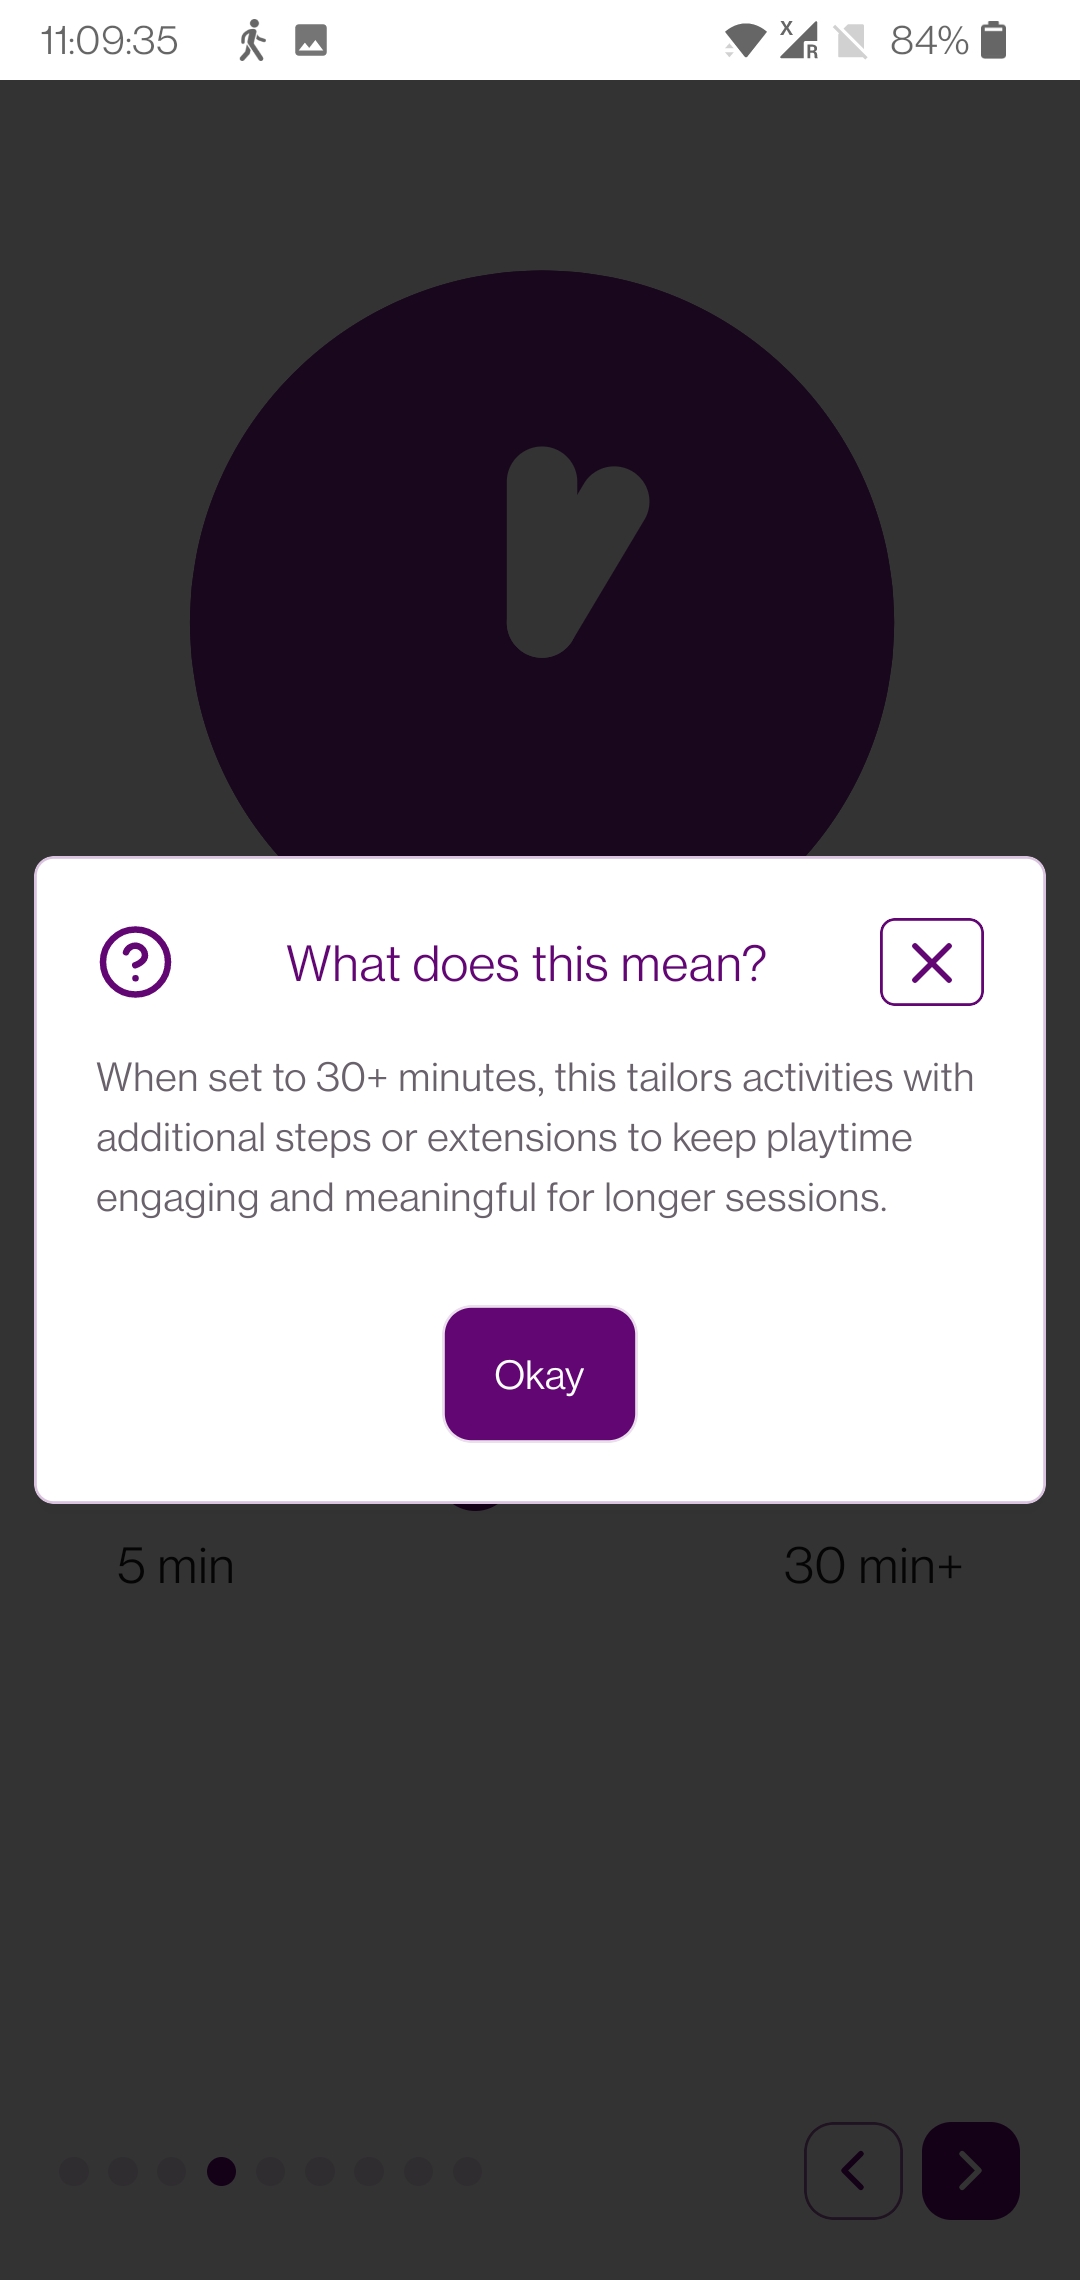 11:09:35
X
R
84%
What does this mean?
When set to 30+ minutes, this tailors activities with
additional steps or extensions to keep playtime
engaging and meaningful for longer sessions.
Okay
5 min
30 min+